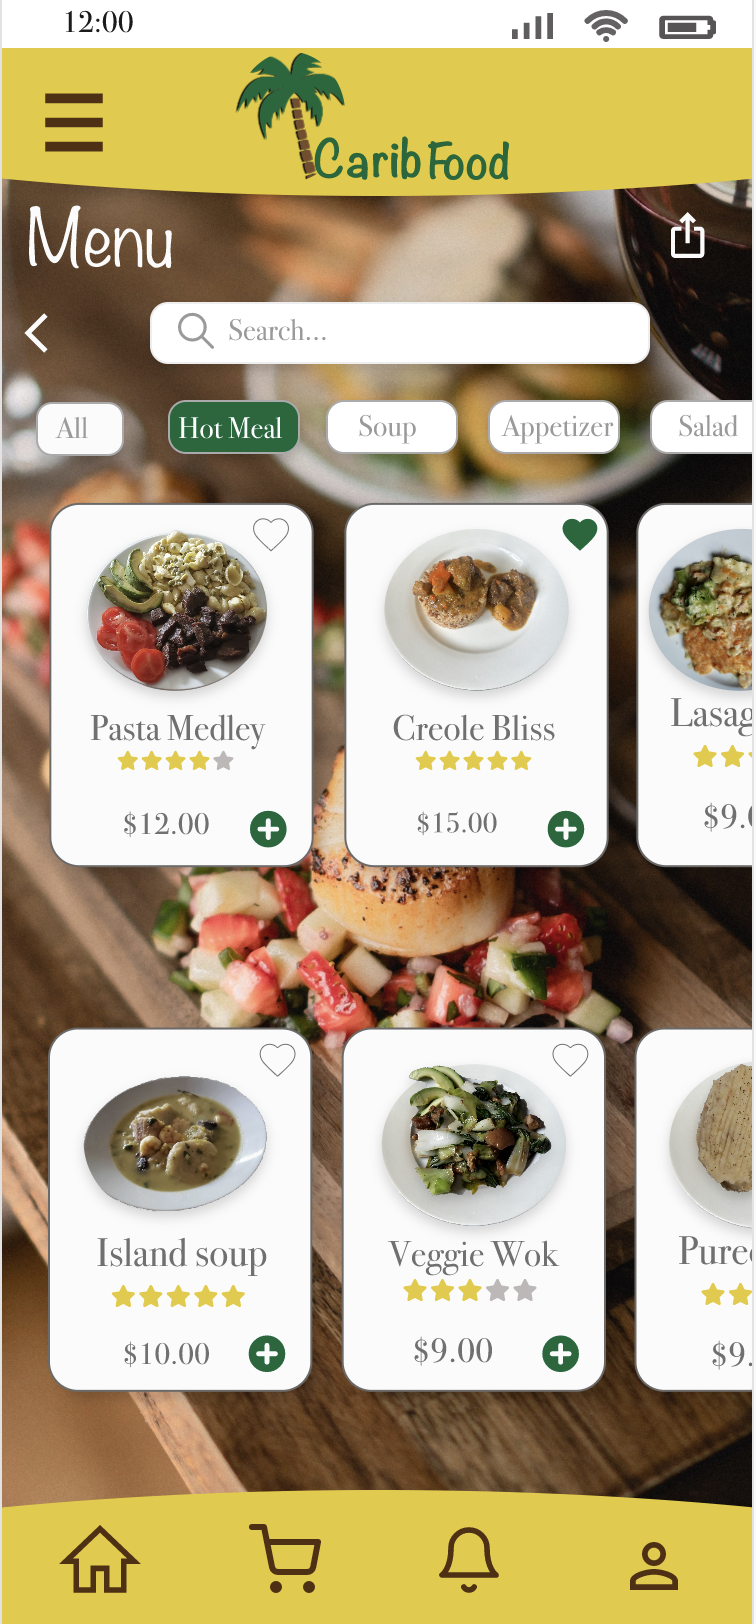 12:00
Carib Food
Menu
Search...
All
Hot Meal
Soup
Appetizer
Salad
Pasta Medley
Creole Bliss
Lasag
$12.00
$15.00
$9.0
Island soup
Veggie Wok
Pure
$10.00
$9.00
$9.